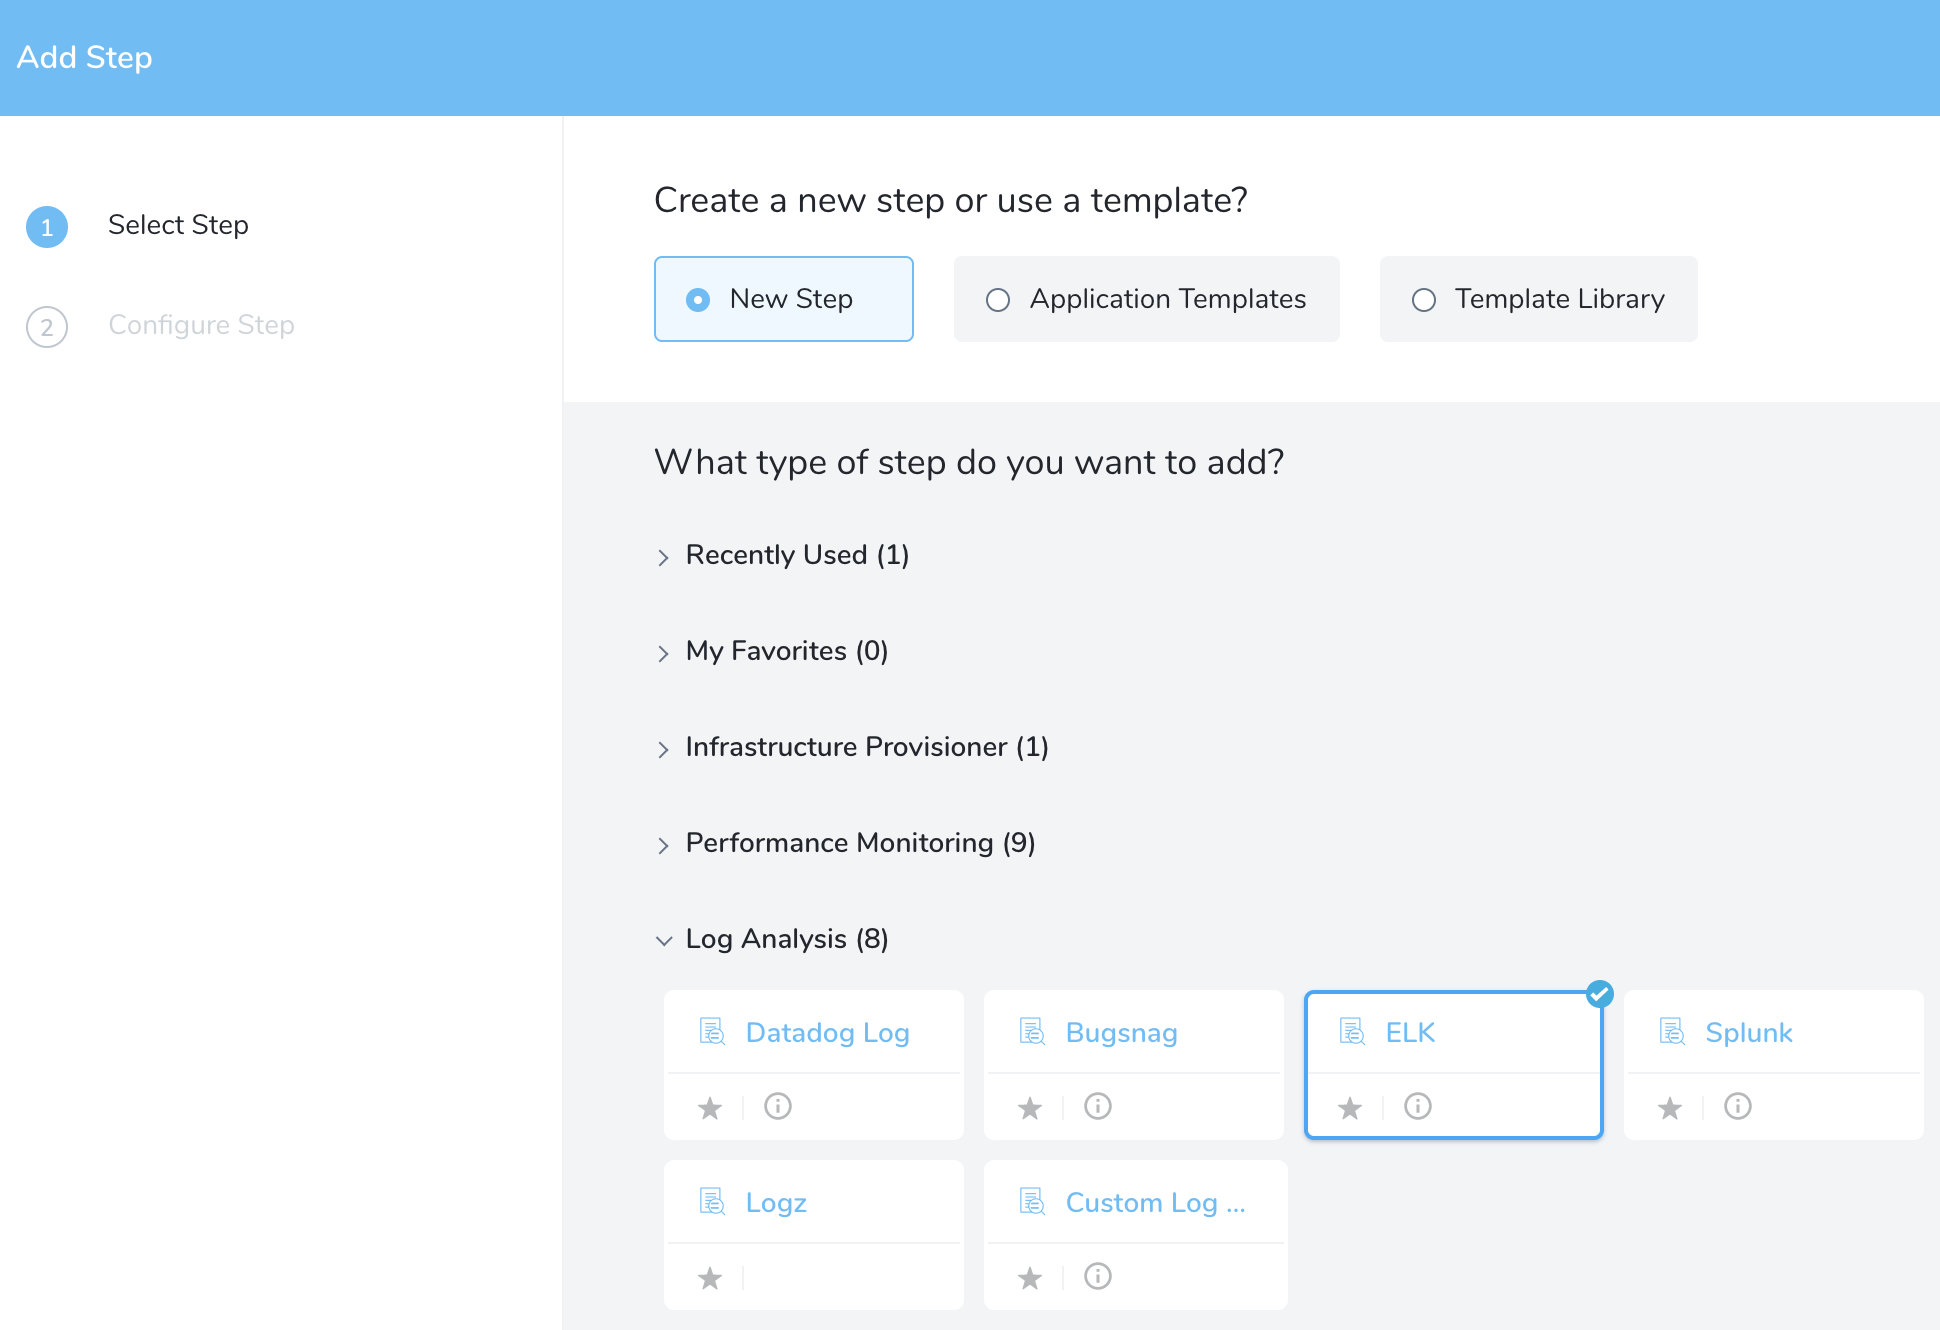 Add Step
1 Select Step
2 Configure Step
Create a new step or use a template?
New Step Application Templates Template Library
What type of step do you want to add?
Recently Used (1)
My Favorites (0)
Infrastructure Provisioner (1)
Performance Monitoring (9)
Log Analysis (8)
Datadog Log Bugsnag ELK Splunk
Logz Custom Log ...